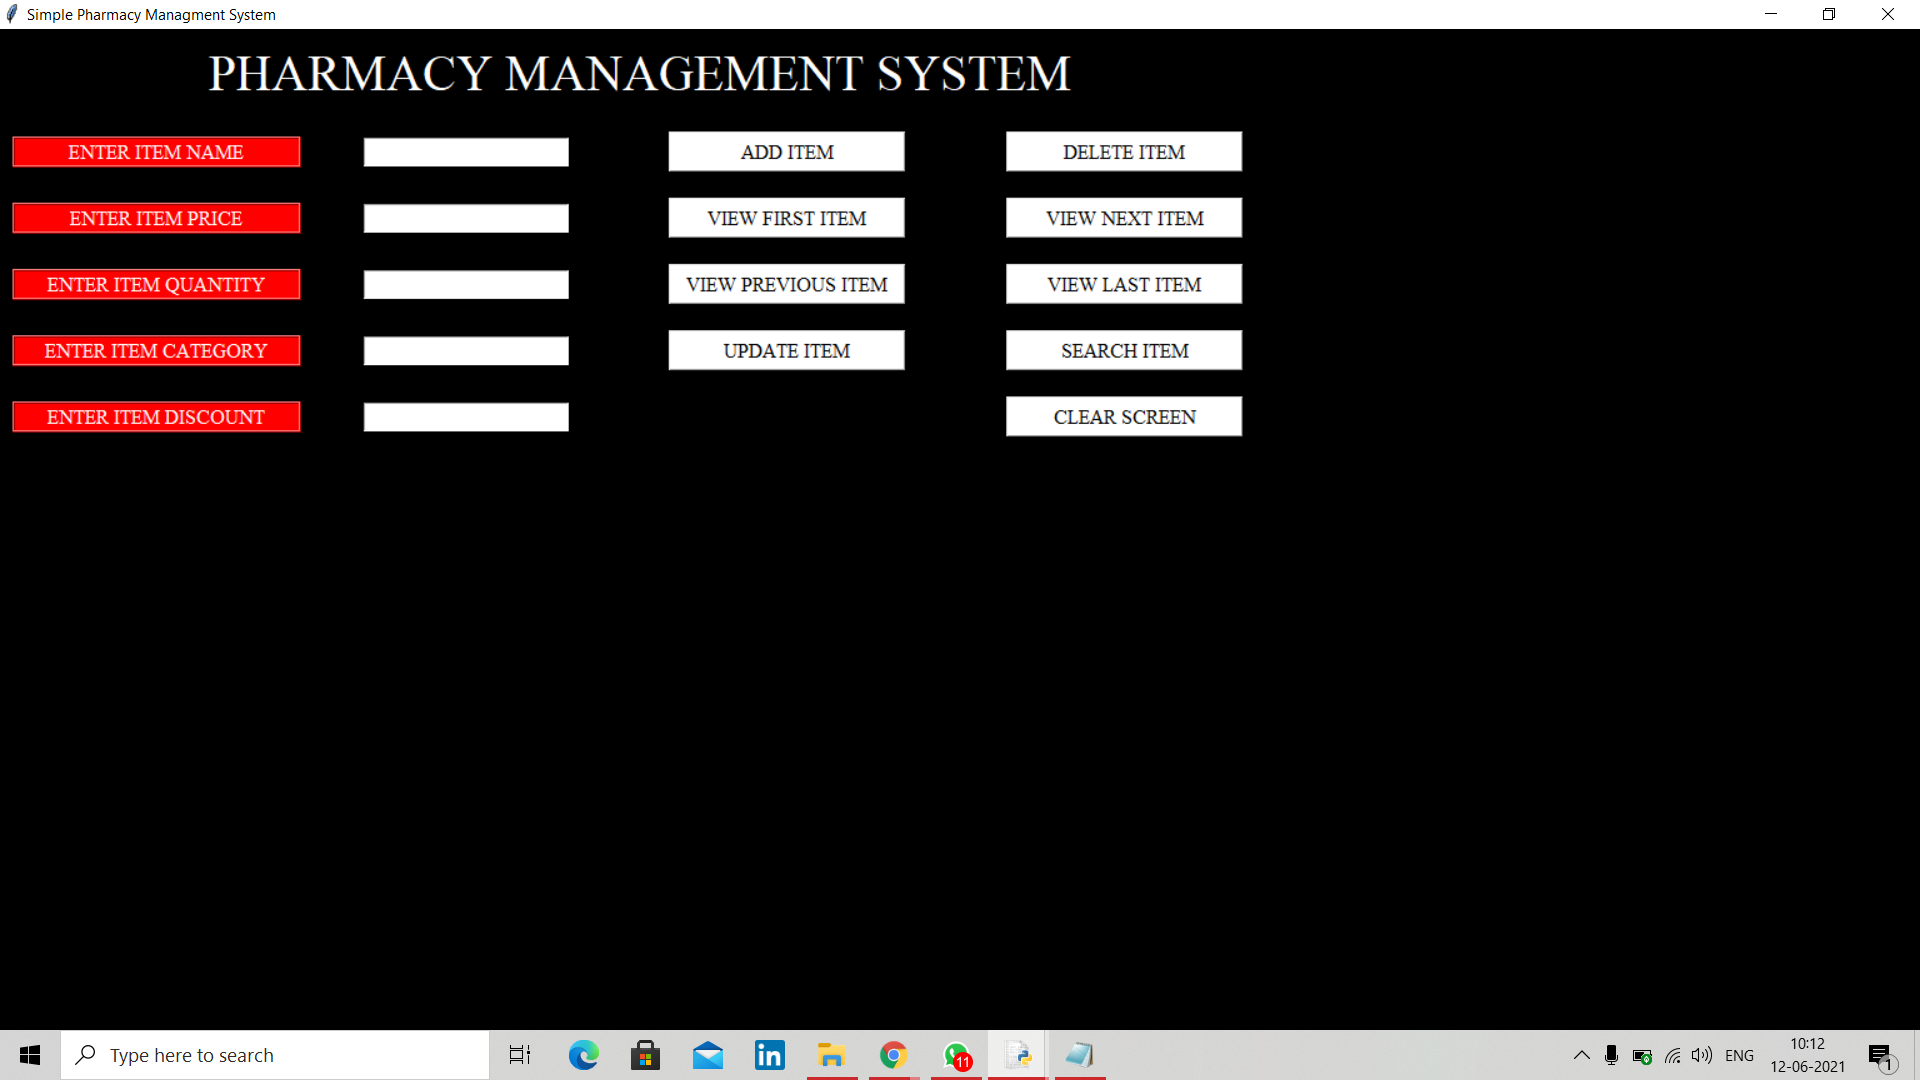 Simple Pharmacy Managment System
PHARMACY MANAGEMENT SYSTEM
ENTER ITEM NAME
ADD ITEM
DELETE ITEM
ENTER ITEM PRICE
VIEW FIRST ITEM
VIEW NEXT ITEM
ENTER ITEM QUANTITY
VIEW PREVIOUS ITEM
VIEW LAST ITEM
ENTER ITEM CATEGORY
UPDATE ITEM
SEARCH ITEM
ENTER ITEM DISCOUNT
CLEAR SCREEN
Type here to search
in
11
ENG
10:12
12-06-2021
1